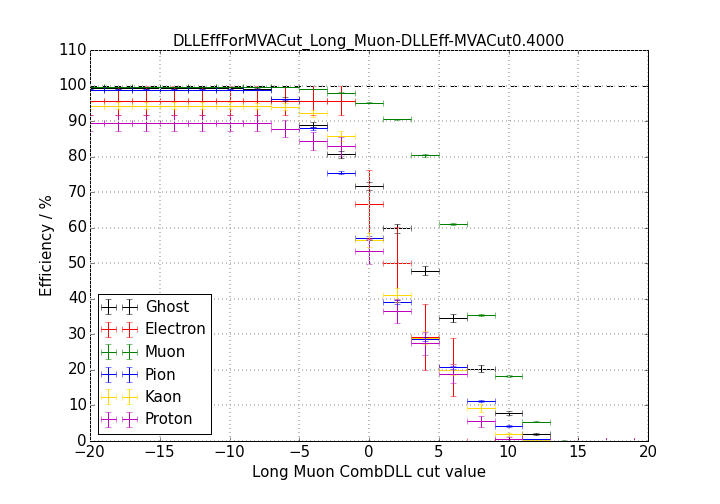 DLLEffForMVACut_Long_Muon-DLLEff-MVACut0.4000
110
100
90
80
70
60
50
40
30
20
10
0
Efficiency / %
Ghost
Electron
Muon
Pion
Kaon
Proton
−20 −15 −10 −5 0 5 10 15 20
Long Muon CombDLL cut value